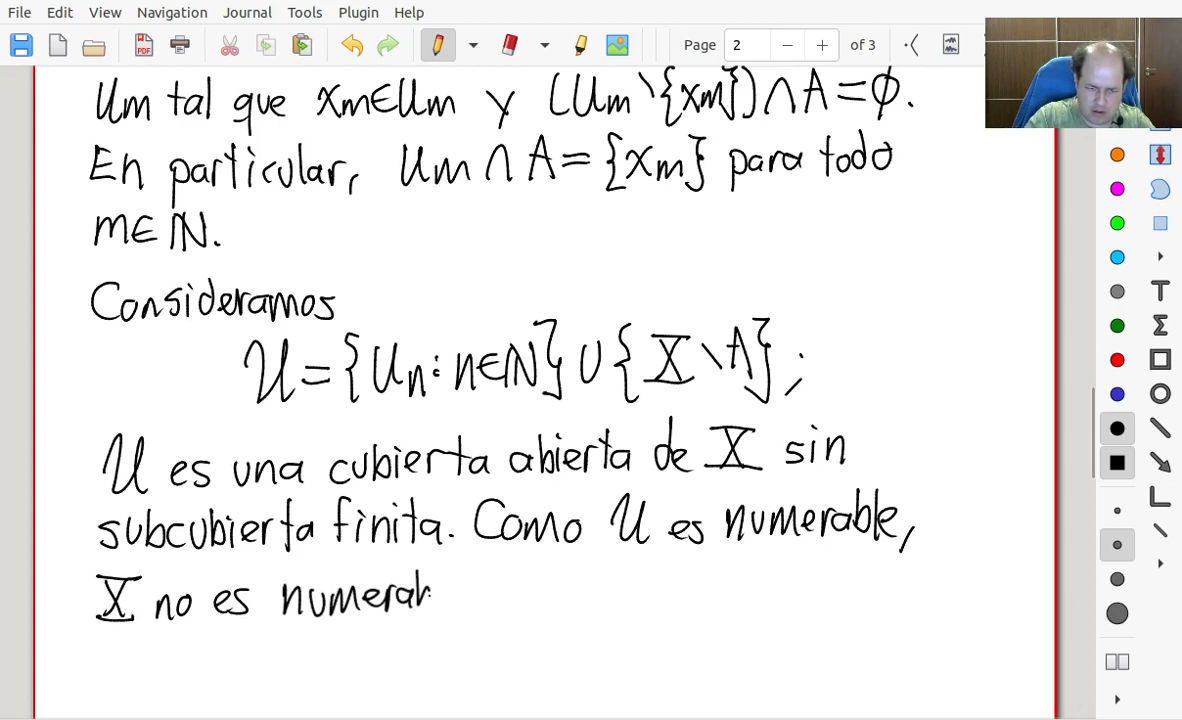 File Edit View Navigation Journal Tools Plugin Help
Page 2 of 3
Um tal que xm∈Um y (Um\{xm})∩A=∅.
En particular, Um∩A={xm} para todo
m∈ℕ.
Consideramos
𝒰={Un:n∈ℕ}∪{X\A};
𝒰 es una cubierta abierta de X sin
subcubierta finita. Como 𝒰 es numerable,
X no es numerab